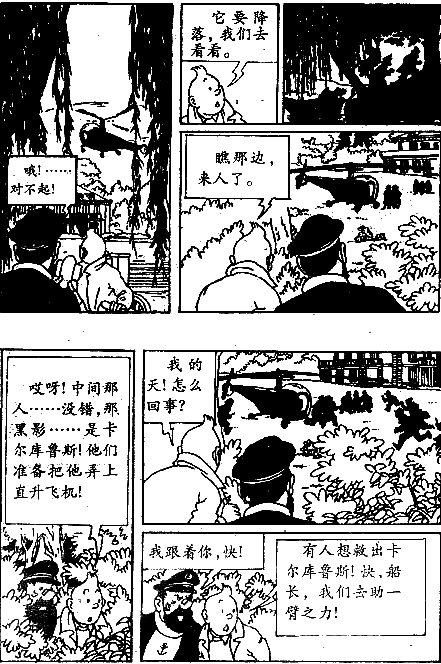 哦！……
对不起！
它要降
落，我们去
看看。
瞧那边，
来人了。
哎呀！中间那
人……没错，那
黑影……是卡
尔库鲁斯！他们
准备把他弄上
直升飞机！
我的
天！怎么
回事？
我跟着你，快！
有人想救出卡
尔库鲁斯！快，船
长，我们去助一
臂之力！